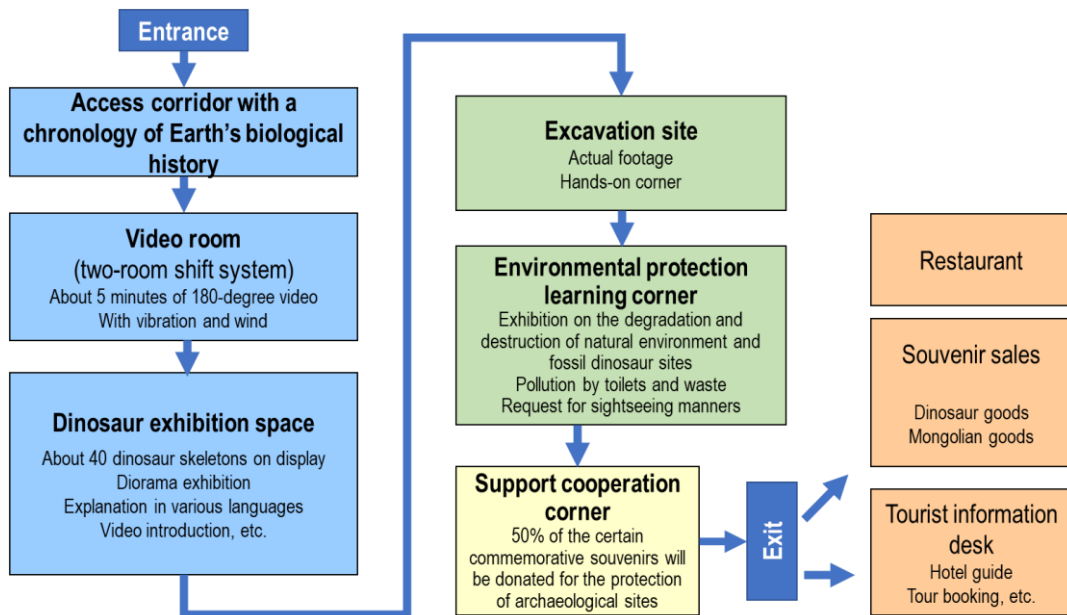 Entrance
Access corridor with a
chronology of Earth's biological
history
Video room
(two-room shift system)
About 5 minutes of 180-degree video
With vibration and wind
Dinosaur exhibition space
About 40 dinosaur skeletons on display
Diorama exhibition
Explanation in various languages
Video introduction, etc.
Excavation site
Actual footage
Hands-on corner
Environmental protection
learning corner
Exhibition on the degradation and
destruction of natural environment and
fossil dinosaur sites
Pollution by toilets and waste
Request for sightseeing manners
Support cooperation
corner
50% of the certain
commemorative souvenirs will
be donated for the protection
of archaeological sites
Exit
Restaurant
Souvenir sales
Dinosaur goods
Mongolian goods
Tourist information
desk
Hotel guide
Tour booking, etc.